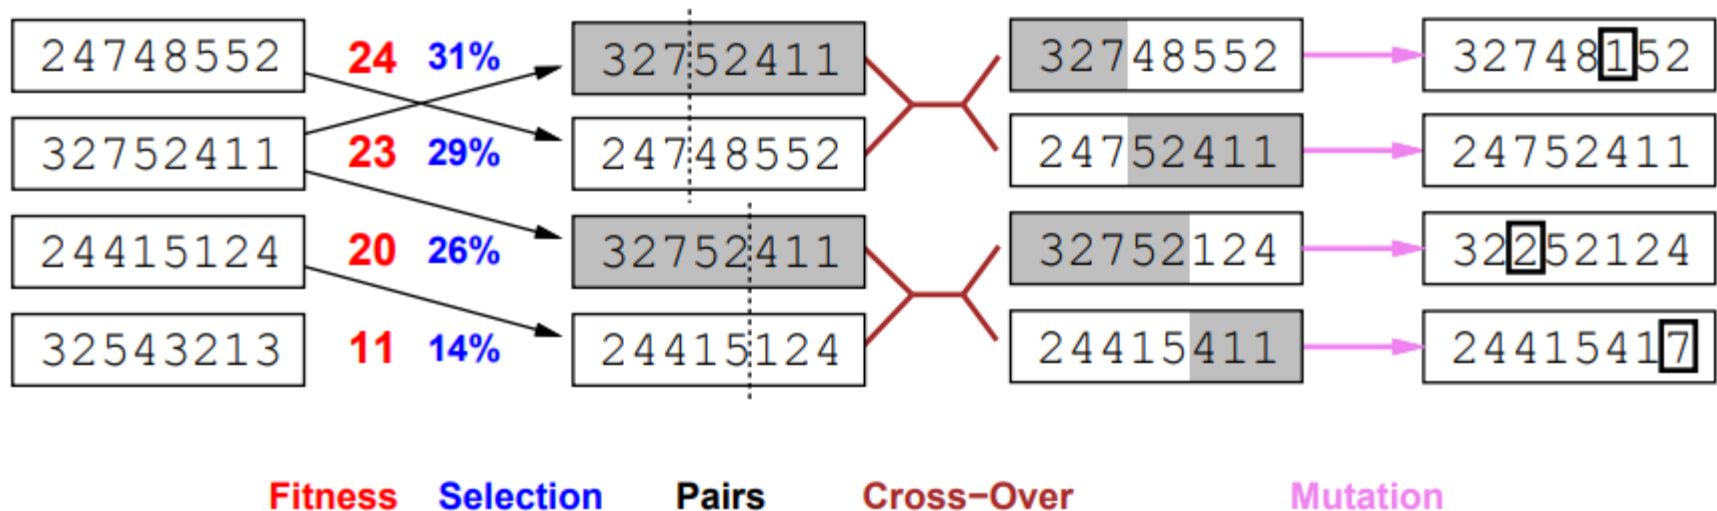 24748552 24 31% 32752411 32748552 32748152
32752411 23 29% 24748552 24752411 24752411
24415124 20 26% 32752411 32752124 32252124
32543213 11 14% 24415124 24415411 24415417
Fitness Selection Pairs Cross−Over Mutation